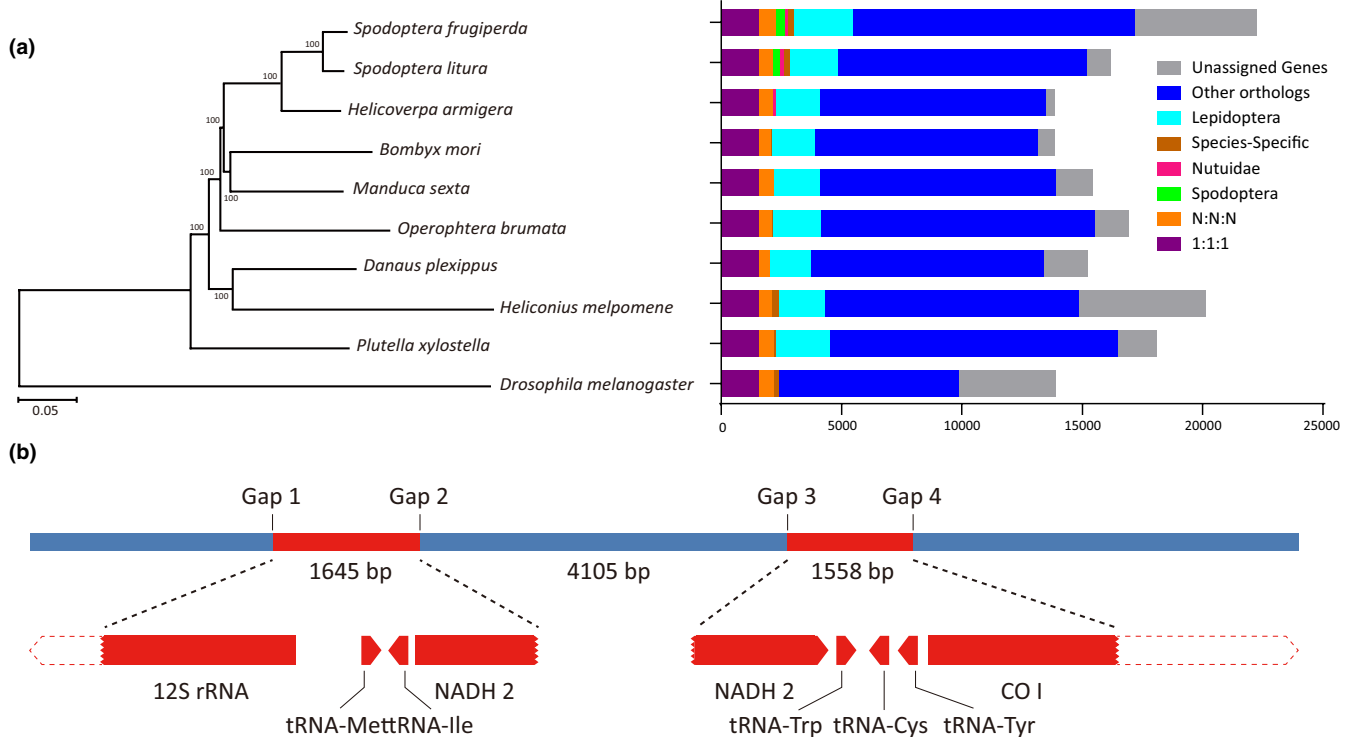 (a)
Spodoptera frugiperda
Spodoptera litura
Helicoverpa armigera
Bombyx mori
Manduca sexta
Operophtera brumata
Danaus plexippus
Heliconius melpomene
Plutella xylostella
Drosophila melanogaster
100
100
100
100
100
100
100
100
0.05
Unassigned Genes
Other orthologs
Lepidoptera
Species-Specific
Nutuidae
Spodoptera
N:N:N
1:1:1
0 5000 10000 15000 20000 25000
(b)
Gap 1 Gap 2 Gap 3 Gap 4
1645 bp 4105 bp 1558 bp
12S rRNA NADH 2 NADH 2 CO I
tRNA-MettRNA-Ile tRNA-Trp tRNA-Cys tRNA-Tyr